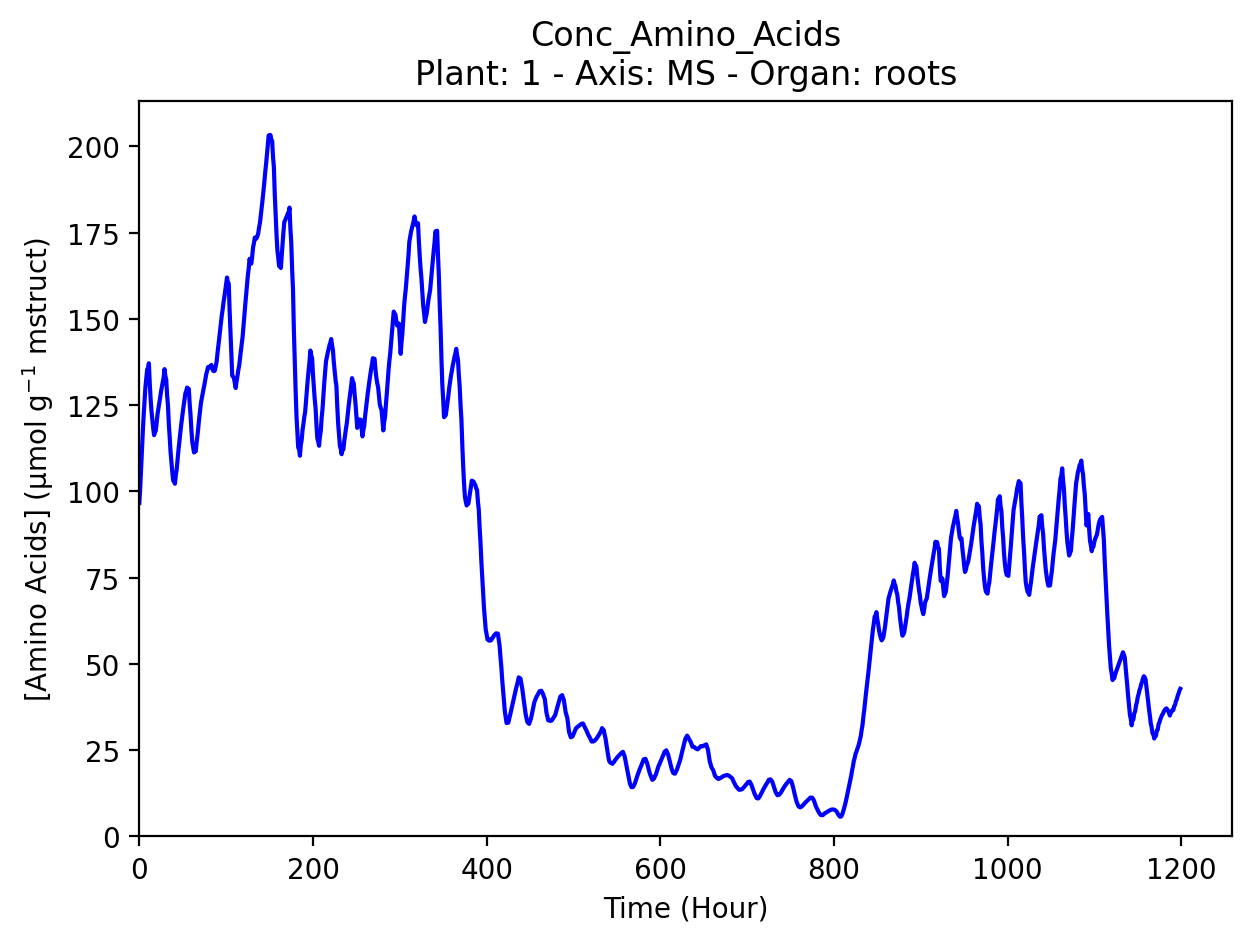 Conc_Amino_Acids
Plant: 1 - Axis: MS - Organ: roots
[Amino Acids] (µmol g⁻¹ mstruct)
200
175
150
125
100
75
50
25
0
0 200 400 600 800 1000 1200
Time (Hour)